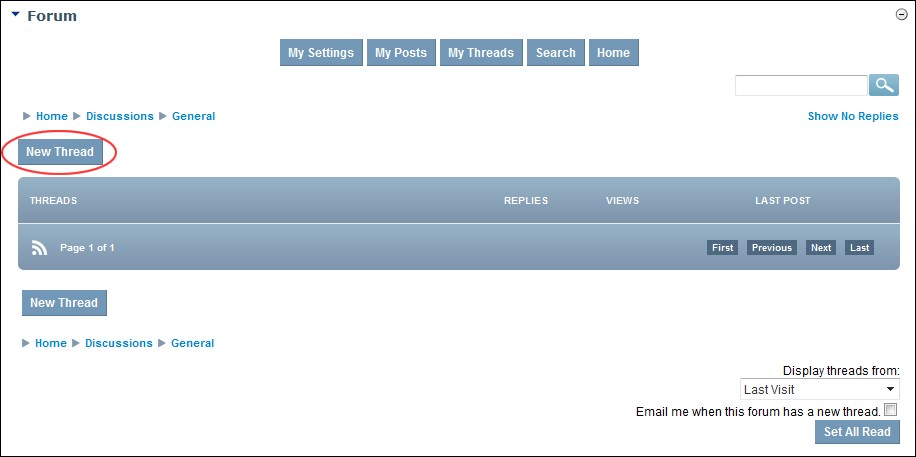 Forum
My Settings My Posts My Threads Search Home
Home Discussions General Show No Replies
New Thread
THREADS REPLIES VIEWS LAST POST
Page 1 of 1 First Previous Next Last
New Thread
Home Discussions General
Display threads from:
Last Visit
Email me when this forum has a new thread.
Set All Read